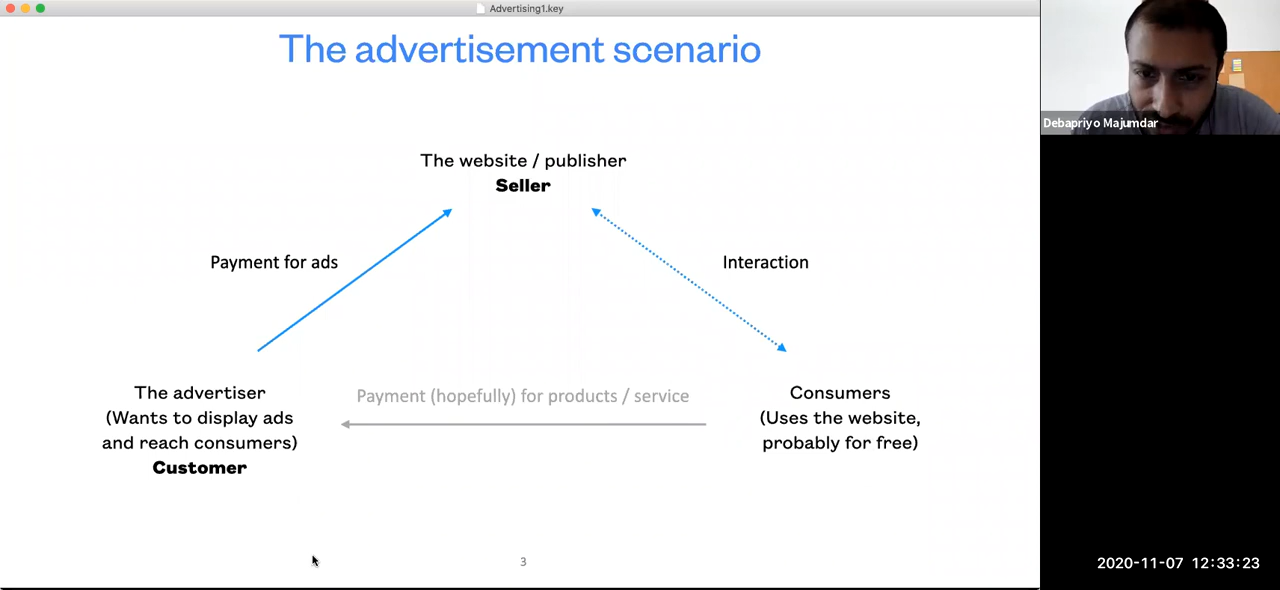 Advertising1.key
The advertisement scenario
Debapriyo Majumdar
The website / publisher
Seller
Payment for ads
Interaction
The advertiser
(Wants to display ads
and reach consumers)
Customer
Payment (hopefully) for products / service
Consumers
(Uses the website,
probably for free)
3
2020-11-07 12:33:23